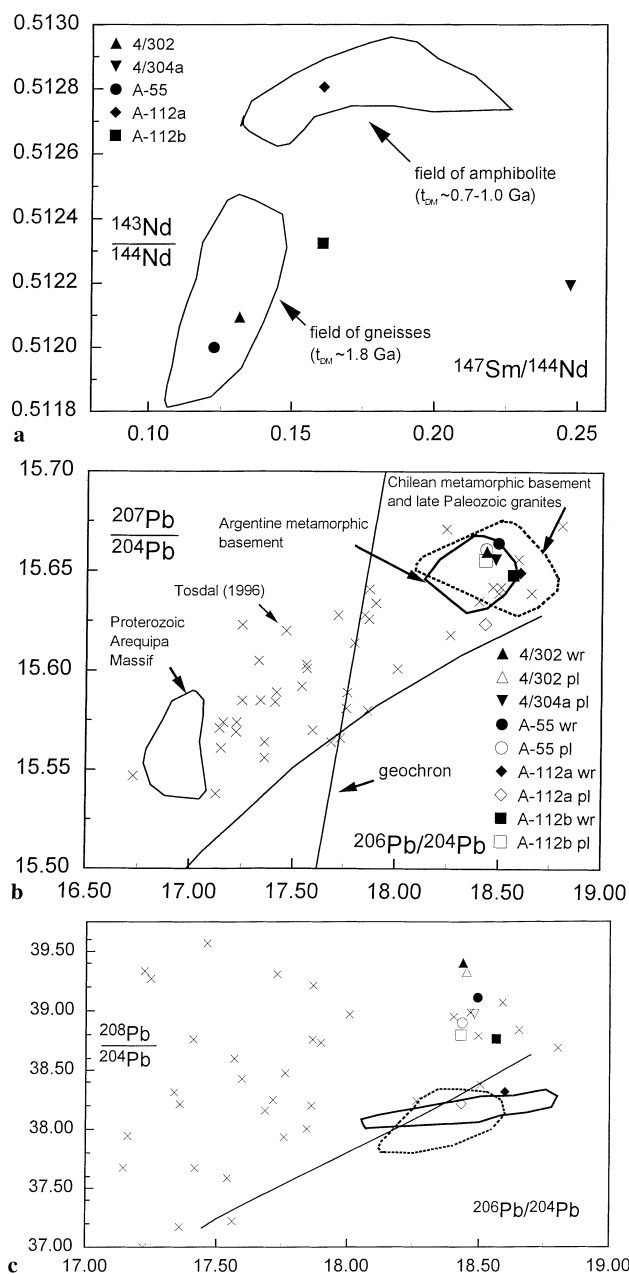 0.5130
0.5128
0.5126
0.5124
0.5122
0.5120
0.5118
4/302
4/304a
A-55
A-112a
A-112b
field of amphibolite
(tDM ~0.7-1.0 Ga)
143Nd
144Nd
field of gneisses
(tDM ~1.8 Ga)
147Sm/144Nd
a
0.10
0.15
0.20
0.25
15.70
15.65
15.60
15.55
15.50
207Pb
204Pb
Chilean metamorphic basement
and late Paleozoic granites
Argentine metamorphic
basement
Tosdal (1996)
Proterozoic
Arequipa
Massif
4/302 wr
4/302 pl
4/304a pl
A-55 wr
A-55 pl
A-112a wr
A-112a pl
A-112b wr
A-112b pl
geochron
206Pb/204Pb
b
16.50
17.00
17.50
18.00
18.50
19.00
39.50
39.00
38.50
38.00
37.50
37.00
208Pb
204Pb
206Pb/204Pb
c
17.00
17.50
18.00
18.50
19.00